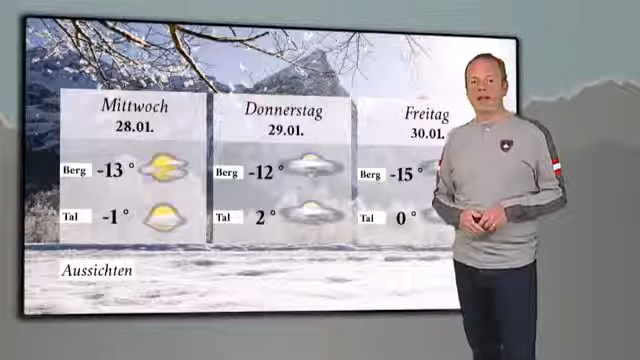 Mittwoch
28.01.
Berg -13 °
Tal -1 °
Donnerstag
29.01.
Berg -12 °
Tal 2 °
Freitag
30.01.
Berg -15 °
Tal 0 °
Aussichten